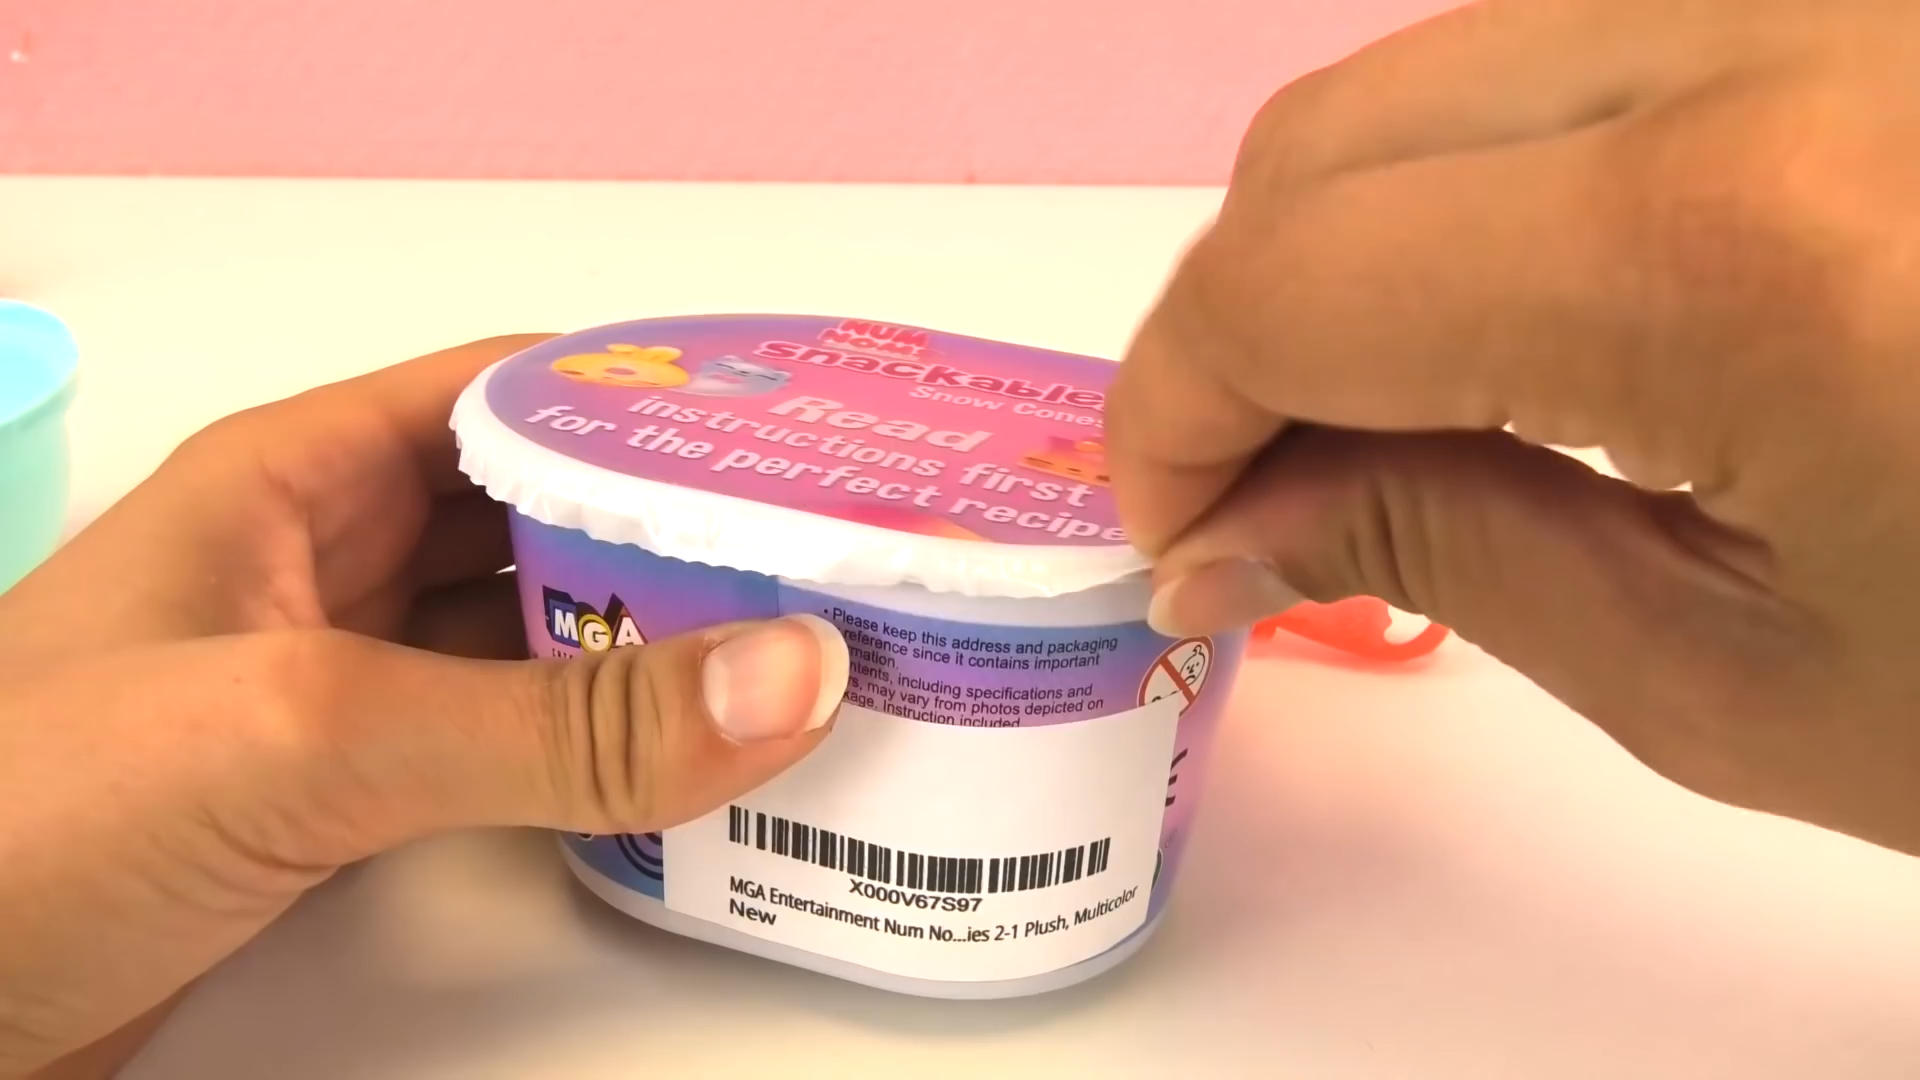 NUM
NOMS
snackables
Snow Cones
Read
instructions first
for the perfect recipe
MGA
• Please keep this address and packaging
reference since it contains important
including specifications and
may vary from photos depicted on
Instruction included
X000V67S97
MGA Entertainment Num No...ies 2-1 Plush, Multicolor
New